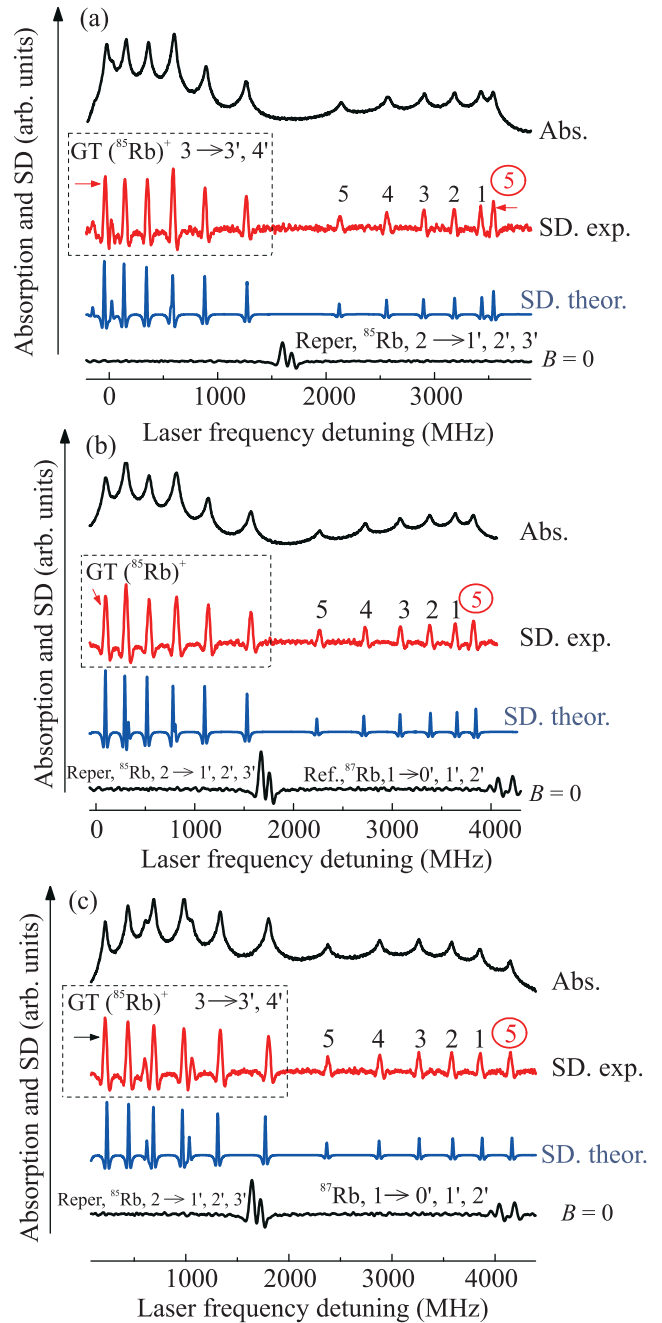 (a)
Absorption and SD (arb. units)
Abs.
GT (⁸⁵Rb)⁺ 3 →3', 4'
5 4 3 2 1 5
SD. exp.
SD. theor.
Reper, ⁸⁵Rb, 2 →1', 2', 3'
B = 0
0 1000 2000 3000
Laser frequency detuning (MHz)
(b)
Absorption and SD (arb. units)
Abs.
GT (⁸⁵Rb)⁺
5 4 3 2 1 5
SD. exp.
SD. theor.
Reper, ⁸⁵Rb, 2 → 1', 2', 3' Ref.,⁸⁷Rb,1→0', 1', 2'
B = 0
0 1000 2000 3000 4000
Laser frequency detuning (MHz)
(c)
Absorption and SD (arb. units)
Abs.
GT (⁸⁵Rb)⁺ 3→3', 4'
5 4 3 2 1 5
SD. exp.
SD. theor.
Reper, ⁸⁵Rb, 2 → 1', 2', 3' ⁸⁷Rb, 1→ 0', 1', 2'
B = 0
1000 2000 3000 4000
Laser frequency detuning (MHz)